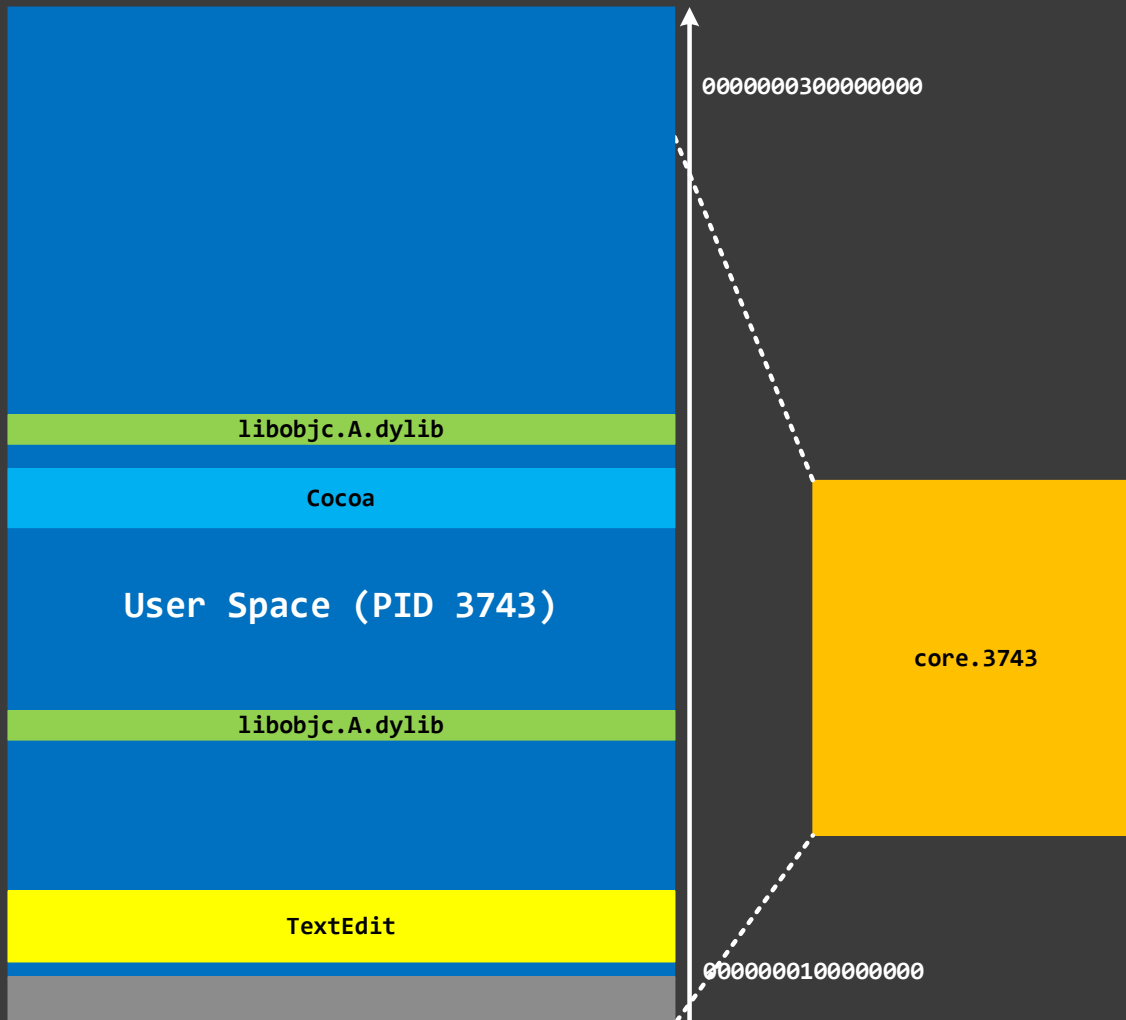 0000000300000000
libobjc.A.dylib
Cocoa
User Space (PID 3743)
core.3743
libobjc.A.dylib
TextEdit
0000000100000000